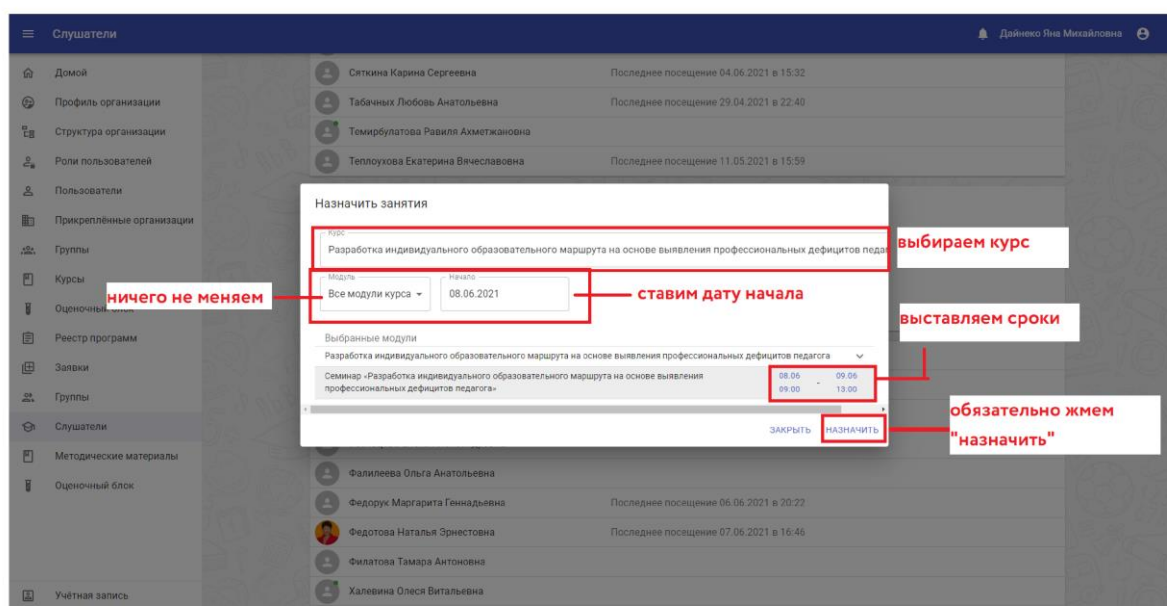 Слушатели
Дайнеко Яна Михайловна
Домой
Профиль организации
Структура организации
Роли пользователей
Пользователи
Прикреплённые организации
Группы
Курсы
Оценочный блок
Реестр программ
Заявки
Группы
Слушатели
Методические материалы
Оценочный блок
Учётная запись
Сяткина Карина Сергеевна Последнее посещение 04.06.2021 в 15:32
Табачных Любовь Анатольевна Последнее посещение 29.04.2021 в 22:40
Темирбулатова Равиля Ахметжановна
Теплоухова Екатерина Вячеславовна Последнее посещение 11.05.2021 в 15:59
Назначить занятия
Курс
Разработка индивидуального образовательного маршрута на основе выявления профессиональных дефицитов педаг
выбираем курс
Модуль
Все модули курса
Начало
08.06.2021
ничего не меняем
ставим дату начала
выставляем сроки
Выбранные модули
Разработка индивидуального образовательного маршрута на основе выявления профессиональных дефицитов педагога
Семинар «Разработка индивидуального образовательного маршрута на основе выявления
профессиональных дефицитов педагога»
08.06 - 09.06
09:00 13:00
ЗАКРЫТЬ НАЗНАЧИТЬ
обязательно жмем
"назначить"
Фалилеева Ольга Анатольевна
Федорук Маргарита Геннадьевна Последнее посещение 06.06.2021 в 20:22
Федотова Наталья Эрнестовна Последнее посещение 07.06.2021 в 16:46
Филатова Тамара Антоновна
Халевина Олеся Витальевна